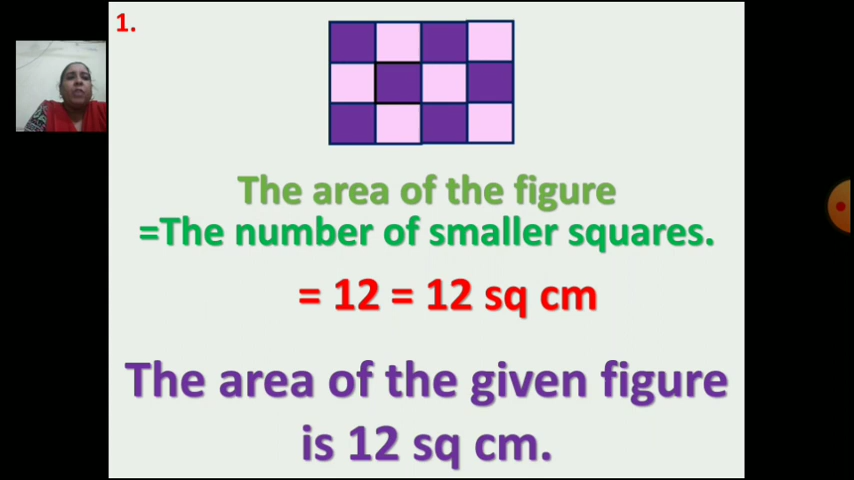 1.
The area of the figure
=The number of smaller squares.
= 12 = 12 sq cm
The area of the given figure
is 12 sq cm.